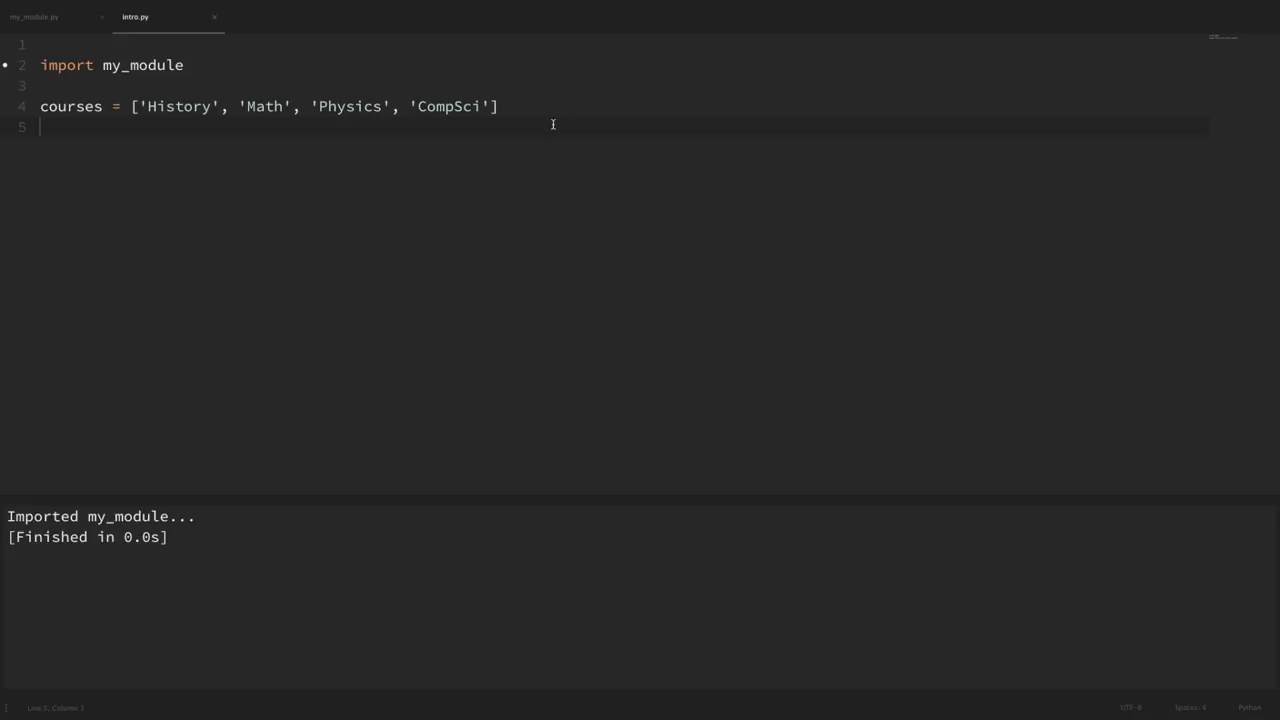 my_module.py × intro.py ×
1
2 import my_module
3
4 courses = ['History', 'Math', 'Physics', 'CompSci']
5
Imported my_module...
[Finished in 0.0s]
Line 5, Column 1 UTF-8 Spaces: 4 Python